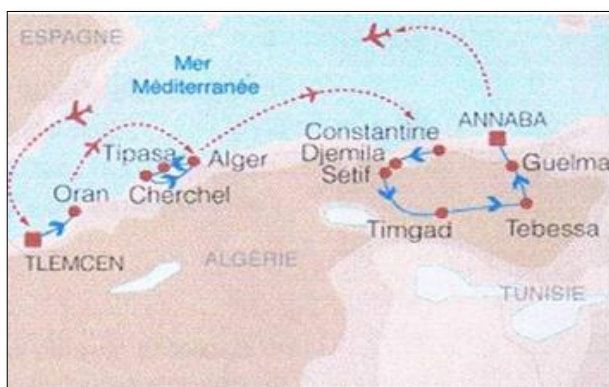 ESPAGNE
Mer
Méditerranée
ANNABA
Constantine
Tipasa
Alger
Djemila
Guelma
Sétif
Oran
Cherchel
Timgad
Tebessa
TLEMCEN
ALGÉRIE
TUNISIE